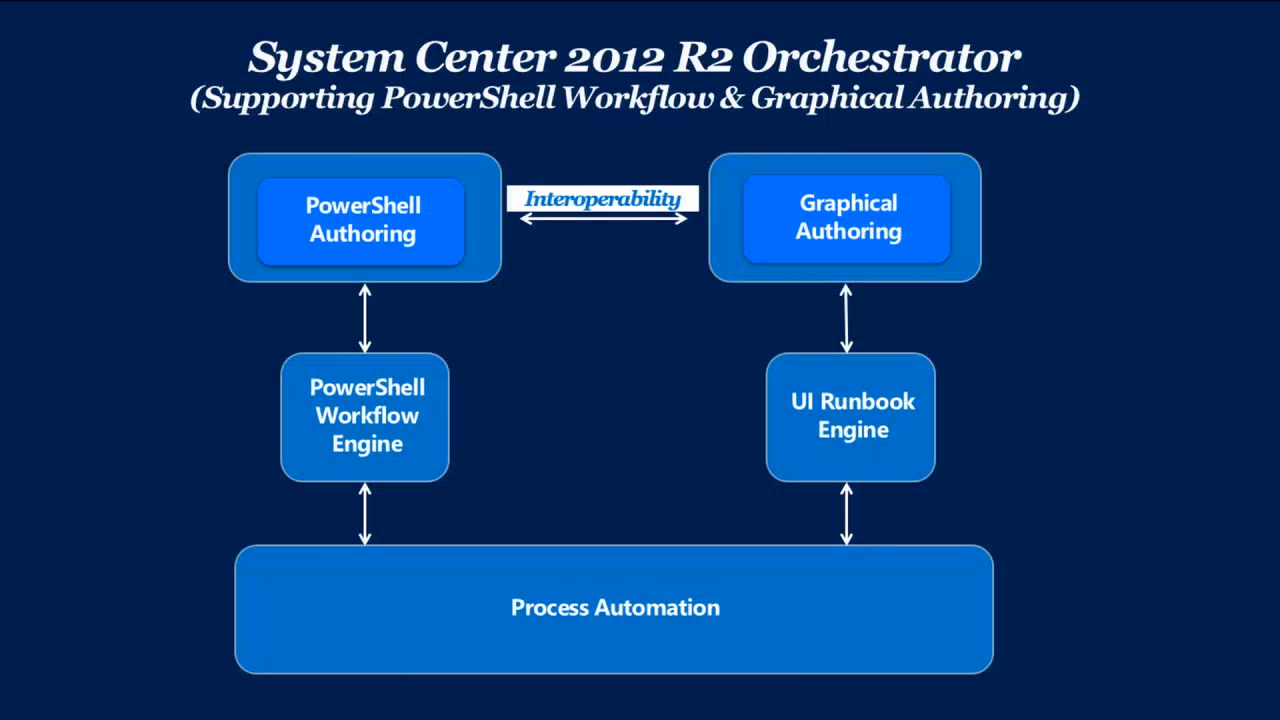 System Center 2012 R2 Orchestrator
(Supporting PowerShell Workflow & Graphical Authoring)
PowerShell
Authoring
Interoperability
Graphical
Authoring
PowerShell
Workflow
Engine
UI Runbook
Engine
Process Automation